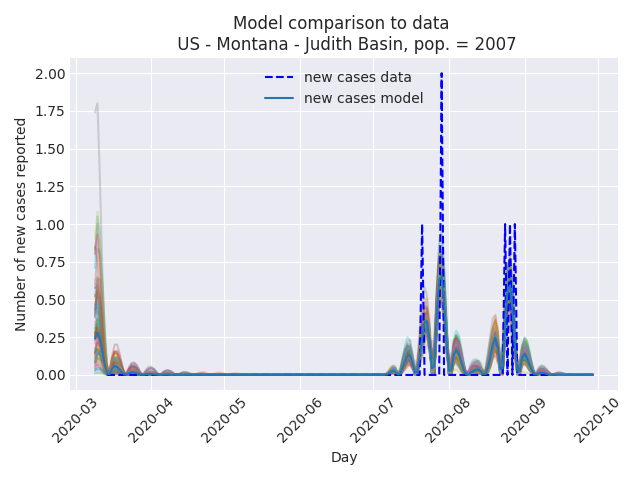 Model comparison to data
US - Montana - Judith Basin, pop. = 2007
new cases data
new cases model
Number of new cases reported
2.00
1.75
1.50
1.25
1.00
0.75
0.50
0.25
0.00
2020-03
2020-04
2020-05
2020-06
2020-07
2020-08
2020-09
2020-10
Day